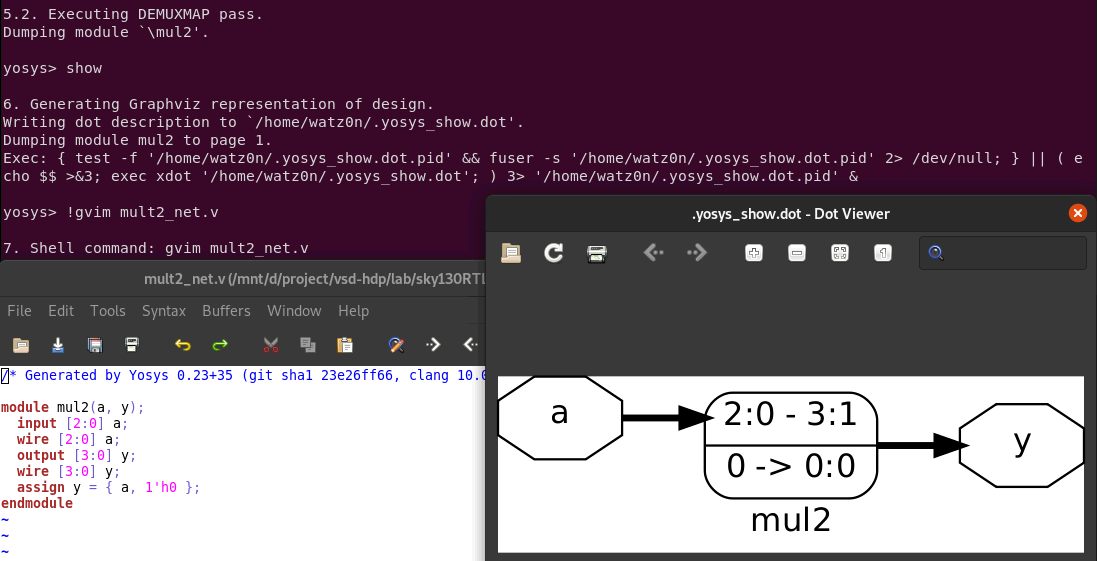 5.2. Executing DEMUXMAP pass.
Dumping module `\mul2'.
yosys> show
6. Generating Graphviz representation of design.
Writing dot description to `/home/watz0n/.yosys_show.dot'.
Dumping module mul2 to page 1.
Exec: { test -f '/home/watz0n/.yosys_show.dot.pid' && fuser -s '/home/watz0n/.yosys_show.dot.pid' 2> /dev/null; } || ( e
cho $$ >&3; exec xdot '/home/watz0n/.yosys_show.dot'; ) 3> '/home/watz0n/.yosys_show.dot.pid' &
yosys> !gvim mult2_net.v
7. Shell command: gvim mult2_net.v
mult2_net.v (/mnt/d/project/vsd-hdp/lab/sky130RTL
File Edit Tools Syntax Buffers Window Help
/* Generated by Yosys 0.23+35 (git sha1 23e26ff66, clang 10.0
module mul2(a, y);
input [2:0] a;
wire [2:0] a;
output [3:0] y;
wire [3:0] y;
assign y = { a, 1'h0 };
endmodule
~
~
~
.yosys_show.dot - Dot Viewer
a
2:0 - 3:1
0 -> 0:0
y
mul2